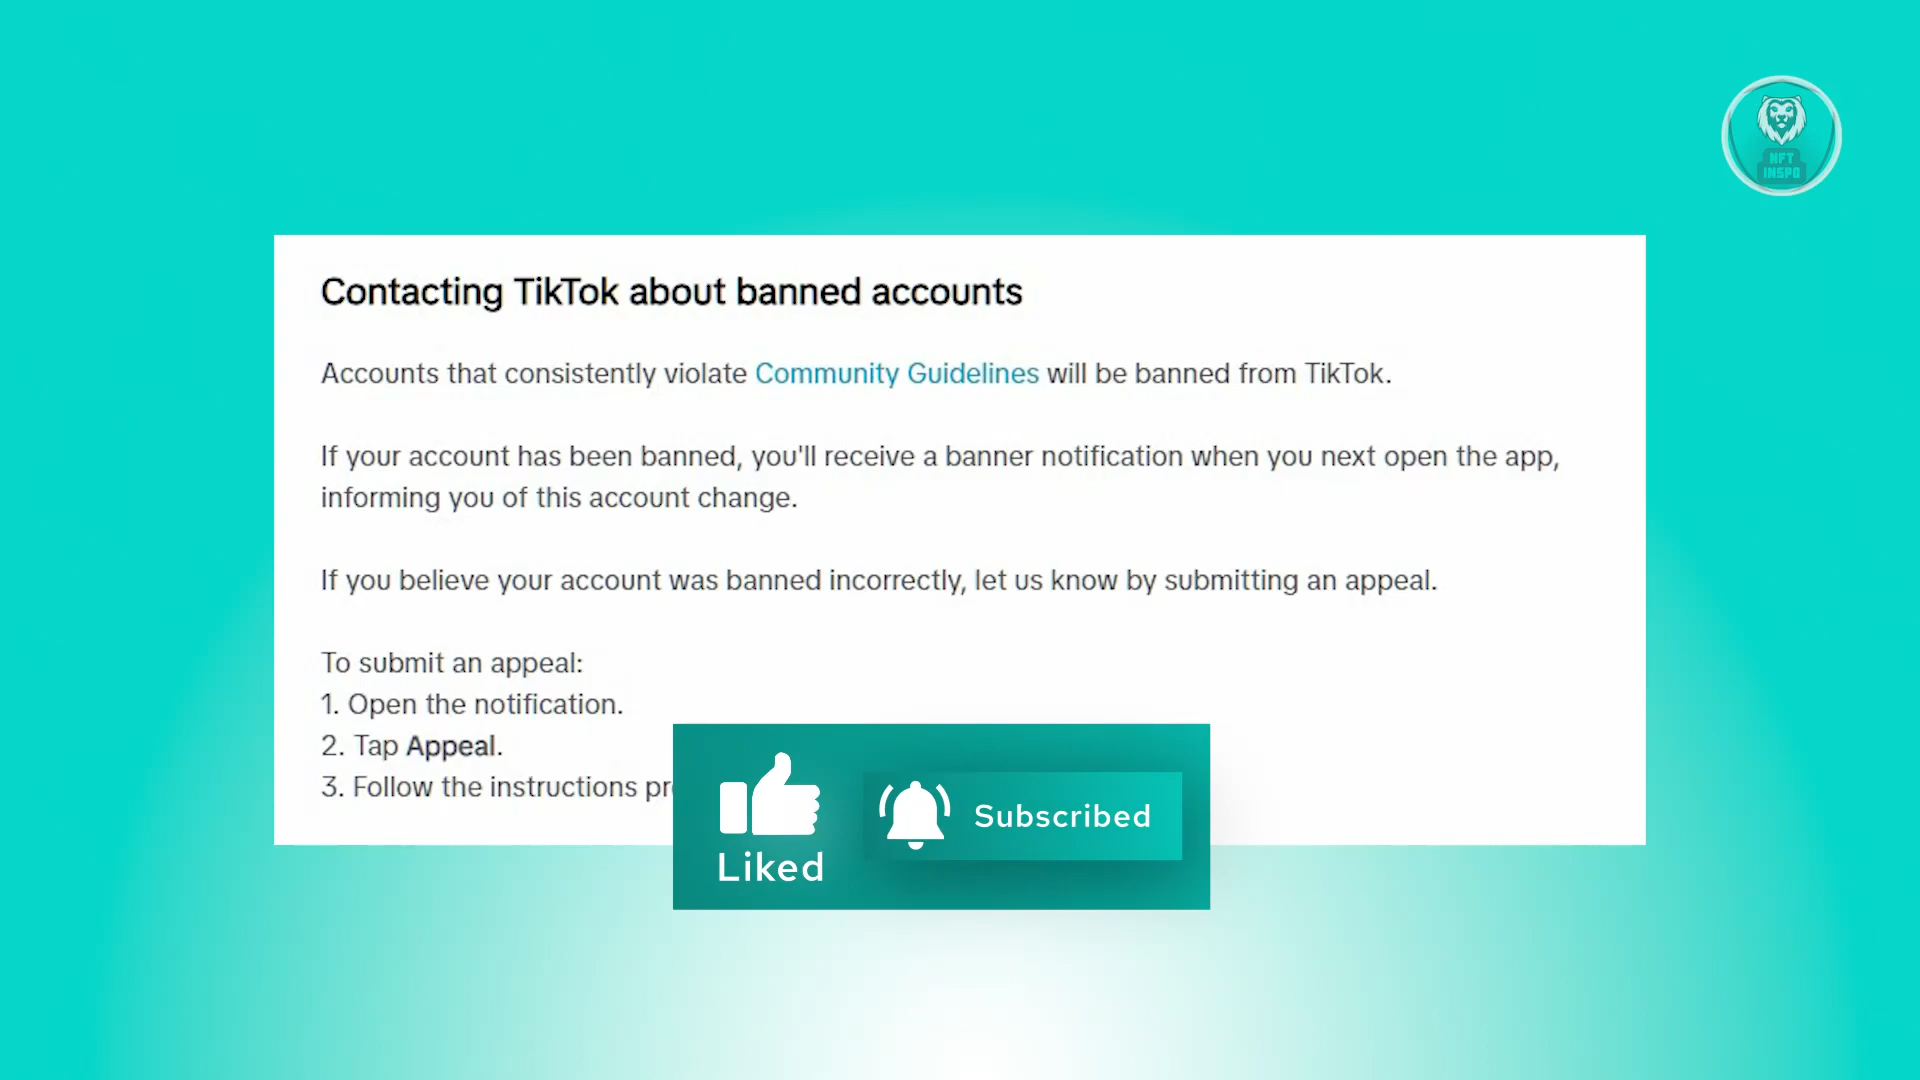 NFT
INSPO
Contacting TikTok about banned accounts
Accounts that consistently violate Community Guidelines will be banned from TikTok.
If your account has been banned, you'll receive a banner notification when you next open the app,
informing you of this account change.
If you believe your account was banned incorrectly, let us know by submitting an appeal.
To submit an appeal:
1. Open the notification.
2. Tap Appeal.
3. Follow the instructions
Liked
Subscribed